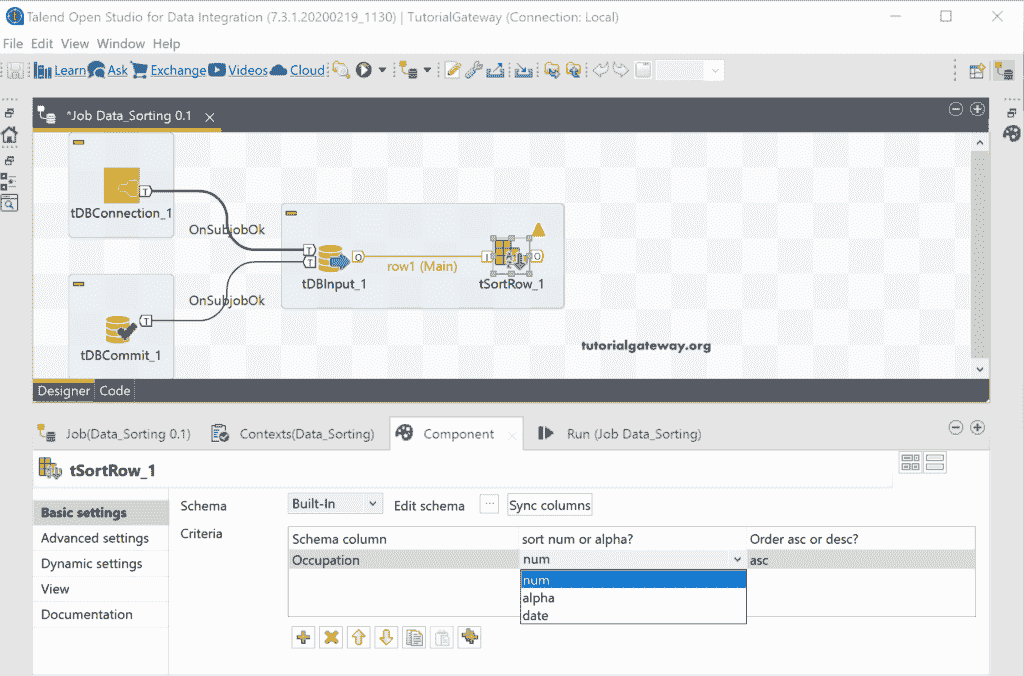 Talend Open Studio for Data Integration (7.3.1.20200219_1130) | TutorialGateway (Connection: Local)
File Edit View Window Help
Learn Ask Exchange Videos Cloud
*Job Data_Sorting 0.1
T
tDBConnection_1
OnSubjobOk
T
T
O
row1 (Main)
I
O
tDBInput_1
tSortRow_1
OnSubjobOk
T
tDBCommit_1
tutorialgateway.org
Designer Code
Job(Data_Sorting 0.1) Contexts(Data_Sorting) Component Run (Job Data_Sorting)
tSortRow_1
Basic settings
Advanced settings
Dynamic settings
View
Documentation
Schema Built-In Edit schema ... Sync columns
Criteria
Schema column sort num or alpha? Order asc or desc?
Occupation num asc
num
alpha
date